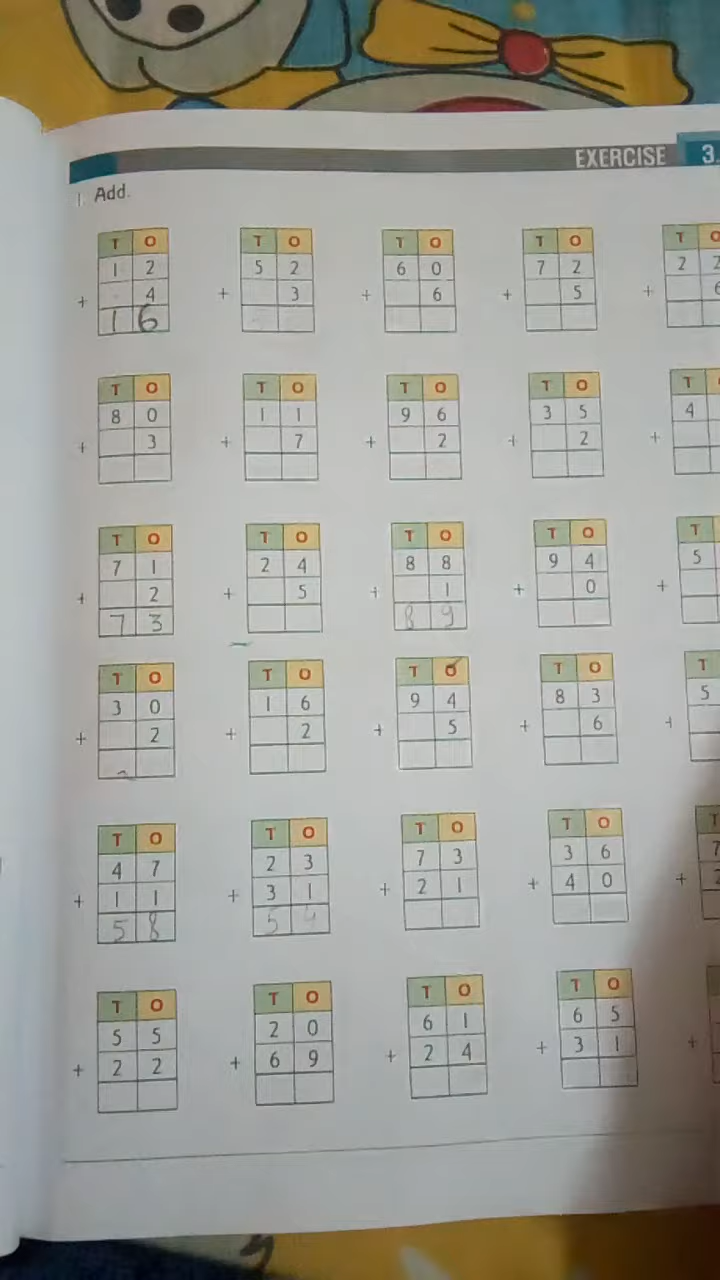 EXERCISE 3.
1. Add.
T O T O T O T O T O
1 2 5 2 6 0 7 2 2 2
+ 4 + 3 + 6 + 5 + 6
1 6
T O T O T O T O T
8 0 1 1 9 6 3 5 4
+ 3 + 7 + 2 + 2 +
T O T O T O T O T
7 1 2 4 8 8 9 4 5
+ 2 + 5 + 1 + 0 +
7 3 8 9
T O T O T O T O T
3 0 1 6 9 4 8 3 5
+ 2 + 2 + 5 + 6 +
T O T O T O T O T
4 7 2 3 7 3 3 6 7
+ 1 1 + 3 1 + 2 1 + 4 0 +
5 8 5 4
T O T O T O T O
5 5 2 0 6 1 6 5
+ 2 2 + 6 9 + 2 4 + 3 1 +